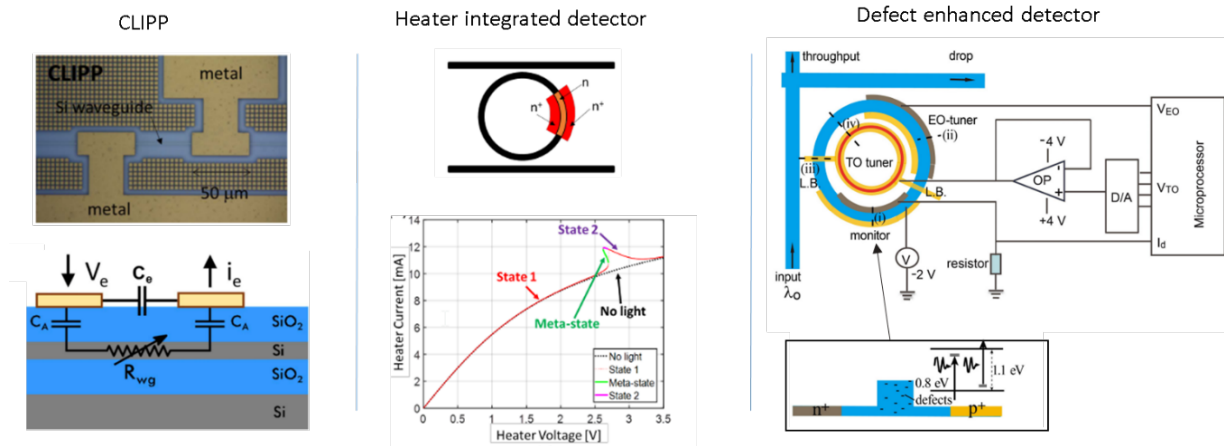 CLIPP
CLIPP
metal
Si waveguide
50 μm
metal
Vₑ
Cₑ
iₑ
C_A
C_A
SiO₂
Si
R_wg
SiO₂
Si
Heater integrated detector
n
n⁺
n⁺
Heater Current [mA]
14
12
10
8
6
4
2
0
State 2
State 1
Meta-state
No light
No light
State 1
Meta-state
State 2
0
0.5
1
1.5
2
2.5
3
3.5
Heater Voltage [V]
Defect enhanced detector
throughput
drop
EO-tuner
(ii)
(iv)
TO tuner
(iii)
L.B.
L.B.
(i)
monitor
V
-2 V
input
λ₀
-4 V
-
OP
+
+4 V
D/A
resistor
V_EO
V_TO
I_d
Microprocessor
0.8 eV
1.1 eV
defects
n⁺
p⁺